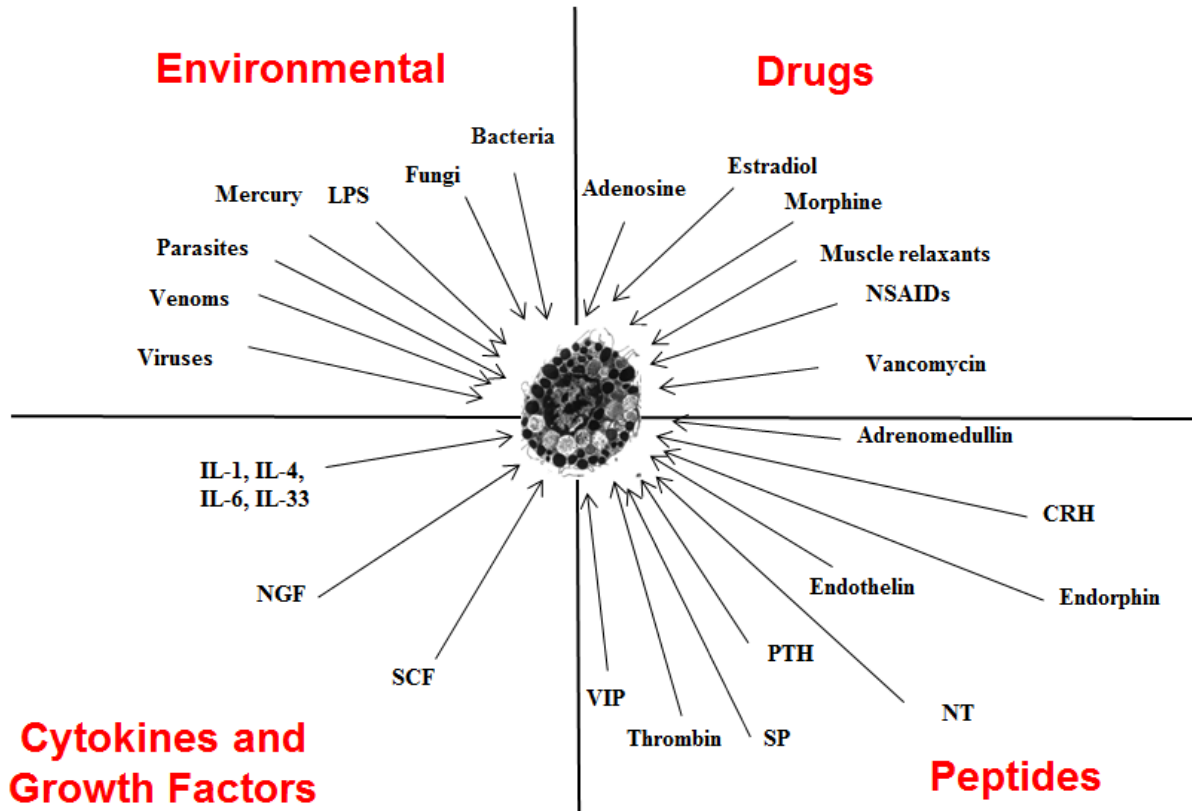 Environmental
Drugs
Bacteria
Fungi
LPS
Mercury
Parasites
Venoms
Viruses
Adenosine
Estradiol
Morphine
Muscle relaxants
NSAIDs
Vancomycin
IL-1, IL-4,
IL-6, IL-33
NGF
SCF
Cytokines and
Growth Factors
Adrenomedullin
CRH
Endorphin
Endothelin
NT
PTH
SP
Thrombin
VIP
Peptides